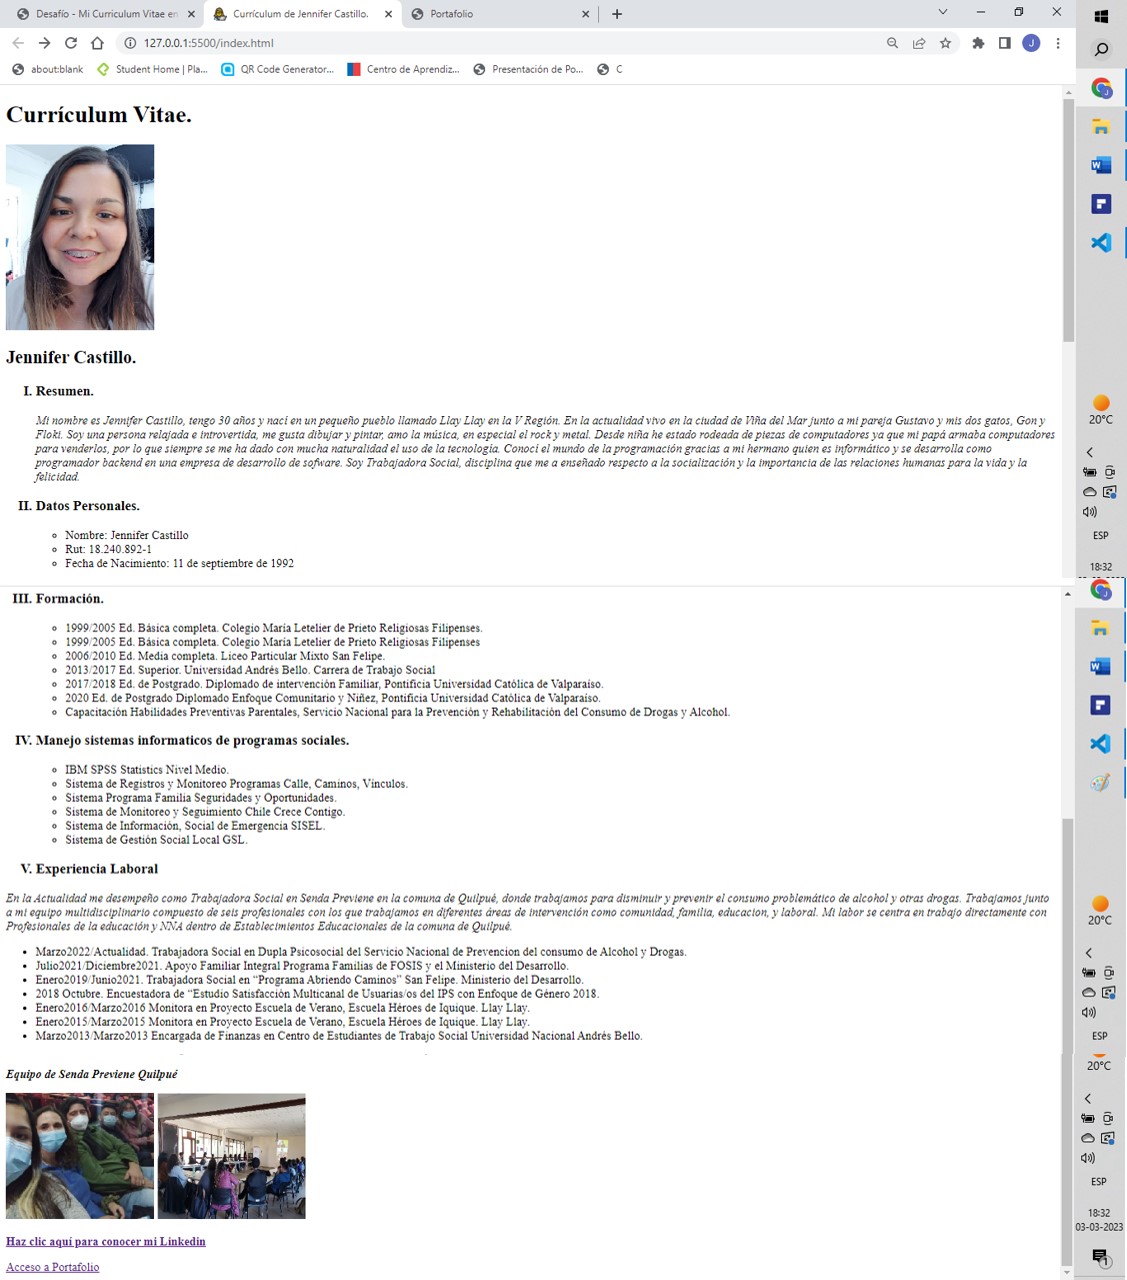 Desafío - Mi Curriculum Vitae en
Currículum de Jennifer Castillo.
Portafolio
127.0.0.1:5500/index.html
J
about:blank
Student Home | Pla...
QR Code Generator...
Centro de Aprendiz...
Presentación de Po...
C
Currículum Vitae.
Jennifer Castillo.
I. Resumen.
Mi nombre es Jennifer Castillo, tengo 30 años y nací en un pequeño pueblo llamado Llay Llay en la V Región. En la actualidad vivo en la ciudad de Viña del Mar junto a mi pareja Gustavo y mis dos gatos, Gon y
Floki. Soy una persona relajada e introvertida, me gusta dibujar y pintar, amo la música, en especial el rock y metal. Desde niña he estado rodeada de piezas de computadores ya que mi papá armaba computadores
para venderlos, por lo que siempre se me ha dado con mucha naturalidad el uso de la tecnología. Conocí el mundo de la programación gracias a mi hermano quien es informático y se desarrolla como
programador backend en una empresa de desarrollo de sofware. Soy Trabajadora Social, disciplina que me a enseñado respecto a la socialización y la importancia de las relaciones humanas para la vida y la
felicidad.
II. Datos Personales.
Nombre: Jennifer Castillo
Rut: 18.240.892-1
Fecha de Nacimiento: 11 de septiembre de 1992
20°C
ESP
18:32
III. Formación.
1999/2005 Ed. Básica completa. Colegio María Letelier de Prieto Religiosas Filipenses.
1999/2005 Ed. Básica completa. Colegio María Letelier de Prieto Religiosas Filipenses
2006/2010 Ed. Media completa. Liceo Particular Mixto San Felipe.
2013/2017 Ed. Superior. Universidad Andrés Bello. Carrera de Trabajo Social
2017/2018 Ed. de Postgrado. Diplomado de intervención Familiar, Pontificia Universidad Católica de Valparaíso.
2020 Ed. de Postgrado Diplomado Enfoque Comunitario y Niñez, Pontificia Universidad Católica de Valparaíso.
Capacitación Habilidades Preventivas Parentales, Servicio Nacional para la Prevención y Rehabilitación del Consumo de Drogas y Alcohol.
IV. Manejo sistemas informaticos de programas sociales.
IBM SPSS Statistics Nivel Medio.
Sistema de Registros y Monitoreo Programas Calle, Caminos, Vínculos.
Sistema Programa Familia Seguridades y Oportunidades.
Sistema de Monitoreo y Seguimiento Chile Crece Contigo.
Sistema de Información, Social de Emergencia SISEL.
Sistema de Gestión Social Local GSL.
V. Experiencia Laboral
En la Actualidad me desempeño como Trabajadora Social en Senda Previene en la comuna de Quilpué, donde trabajamos para disminuir y prevenir el consumo problemático de alcohol y otras drogas. Trabajamos junto
a mi equipo multidisciplinario compuesto de seis profesionales con los que trabajamos en diferentes áreas de intervención como comunidad, familia, educacion, y laboral. Mi labor se centra en trabajo directamente con
Profesionales de la educación y NNA dentro de Establecimientos Educacionales de la comuna de Quilpué.
Marzo2022/Actualidad. Trabajadora Social en Dupla Psicosocial del Servicio Nacional de Prevencion del consumo de Alcohol y Drogas.
Julio2021/Diciembre2021. Apoyo Familiar Integral Programa Familias de FOSIS y el Ministerio del Desarrollo.
Enero2019/Junio2021. Trabajadora Social en “Programa Abriendo Caminos” San Felipe. Ministerio del Desarrollo.
2018 Octubre. Encuestadora de “Estudio Satisfacción Multicanal de Usuarias/os del IPS con Enfoque de Género 2018.
Enero2016/Marzo2016 Monitora en Proyecto Escuela de Verano, Escuela Héroes de Iquique. Llay Llay.
Enero2015/Marzo2015 Monitora en Proyecto Escuela de Verano, Escuela Héroes de Iquique. Llay Llay.
Marzo2013/Marzo2013 Encargada de Finanzas en Centro de Estudiantes de Trabajo Social Universidad Nacional Andrés Bello.
20°C
ESP
Equipo de Senda Previene Quilpué
Haz clic aquí para conocer mi Linkedin
Acceso a Portafolio
20°C
ESP
18:32
03-03-2023
1